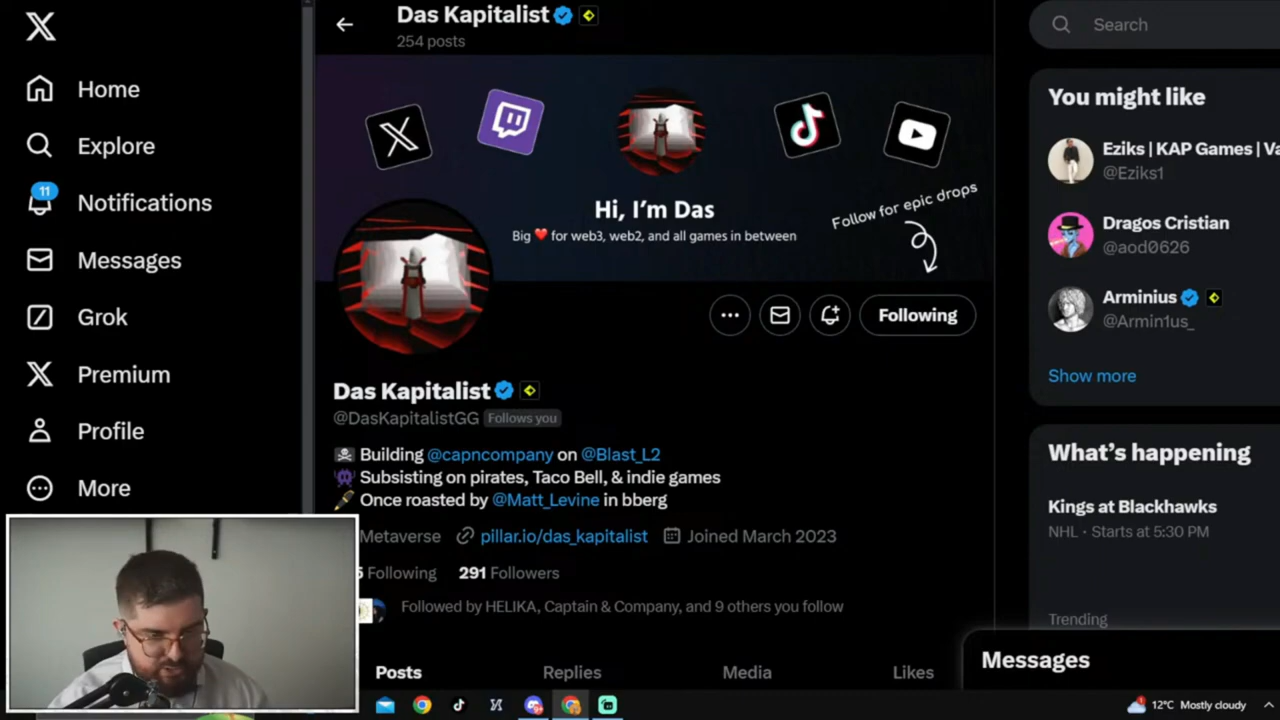 Das Kapitalist
254 posts
Search
Home
Explore
11
Notifications
Messages
Grok
Premium
Profile
More
Hi, I'm Das
Big ❤️ for web3, web2, and all games in between
Follow for epic drops
Following
Das Kapitalist
@DasKapitalistGG Follows you
Building @capncompany on @Blast_L2
Subsisting on pirates, Taco Bell, & indie games
Once roasted by @Matt_Levine in bberg
Metaverse pillar.io/das_kapitalist Joined March 2023
5 Following 291 Followers
Followed by HELIKA, Captain & Company, and 9 others you follow
Posts Replies Media Likes
You might like
Eziks | KAP Games | Va
@Eziks1
Dragos Cristian
@aod0626
Arminius
@Armin1us_
Show more
What's happening
Kings at Blackhawks
NHL · Starts at 5:30 PM
Trending
Messages
12°C Mostly cloudy